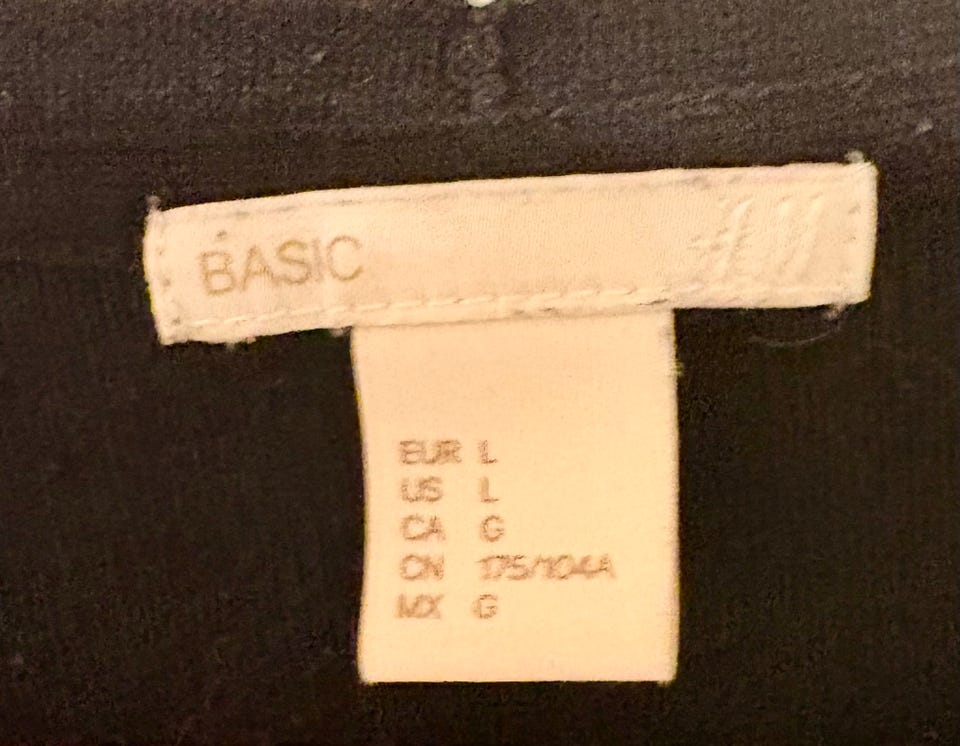 BASIC H&M
EUR L
US L
CA G
CN 175/104A
MX G